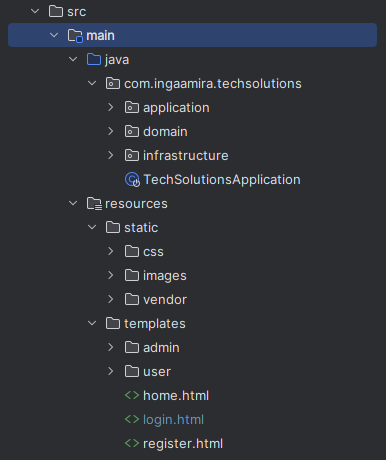 src
main
java
com.ingaamira.techsolutions
application
domain
infrastructure
TechSolutionsApplication
resources
static
css
images
vendor
templates
admin
user
home.html
login.html
register.html